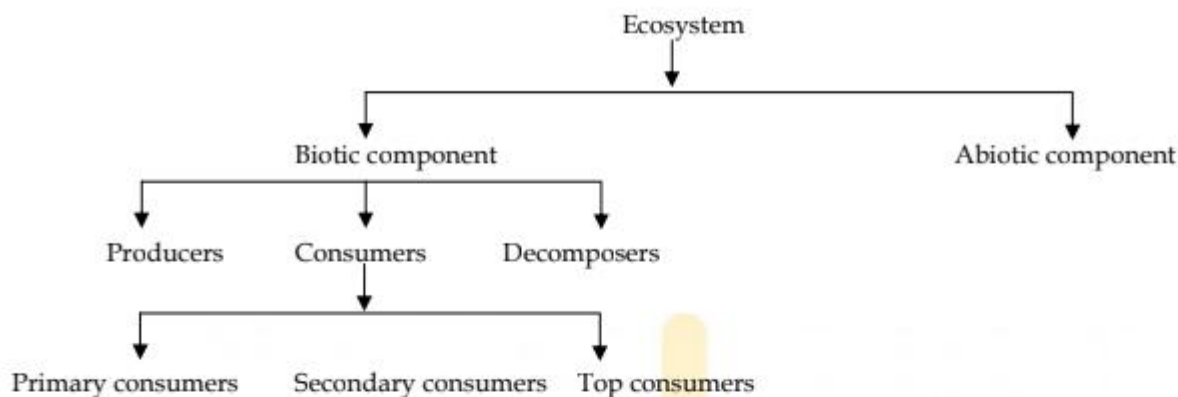 Ecosystem
Biotic component Abiotic component
Producers Consumers Decomposers
Primary consumers Secondary consumers Top consumers